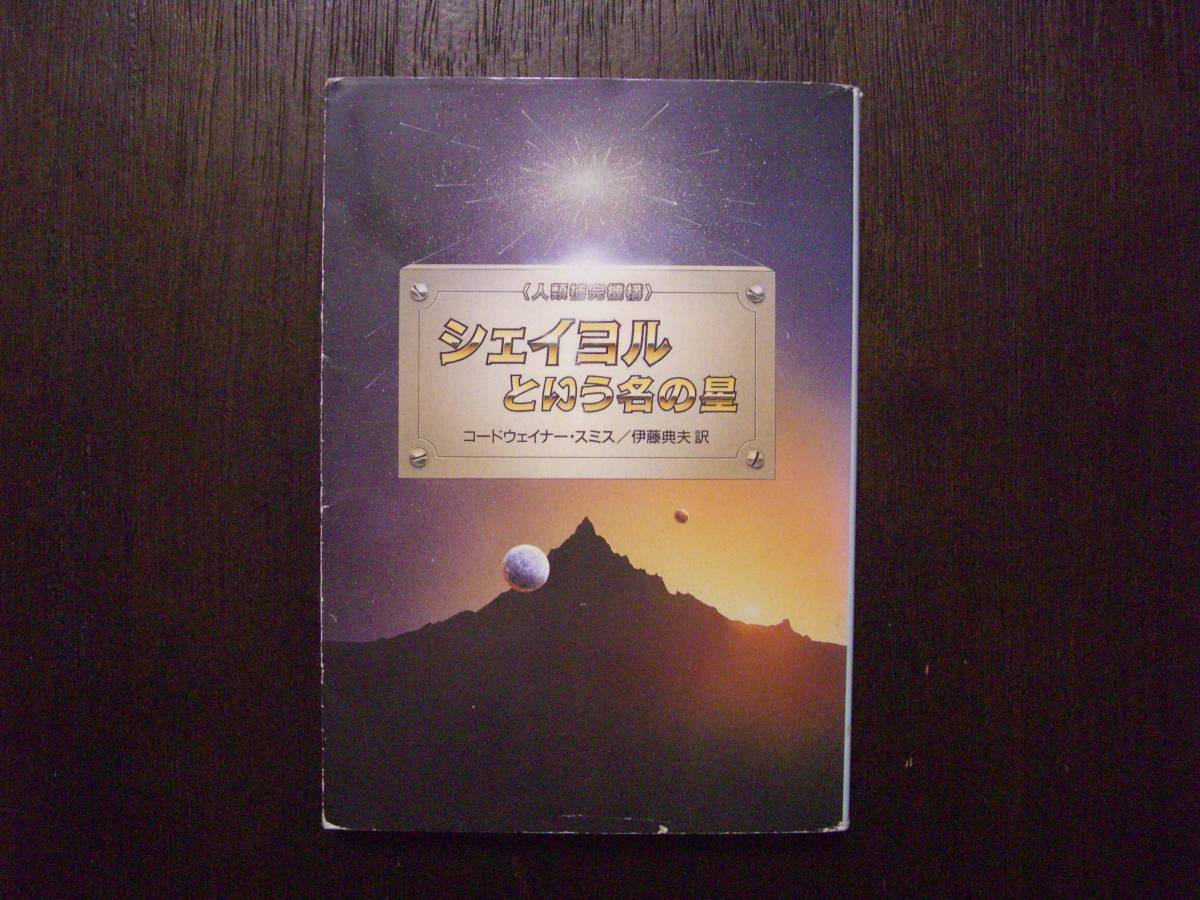 〈人類補完機構〉
シェイヨル
という名の星
コードウェイナー・スミス／伊藤典夫 訳